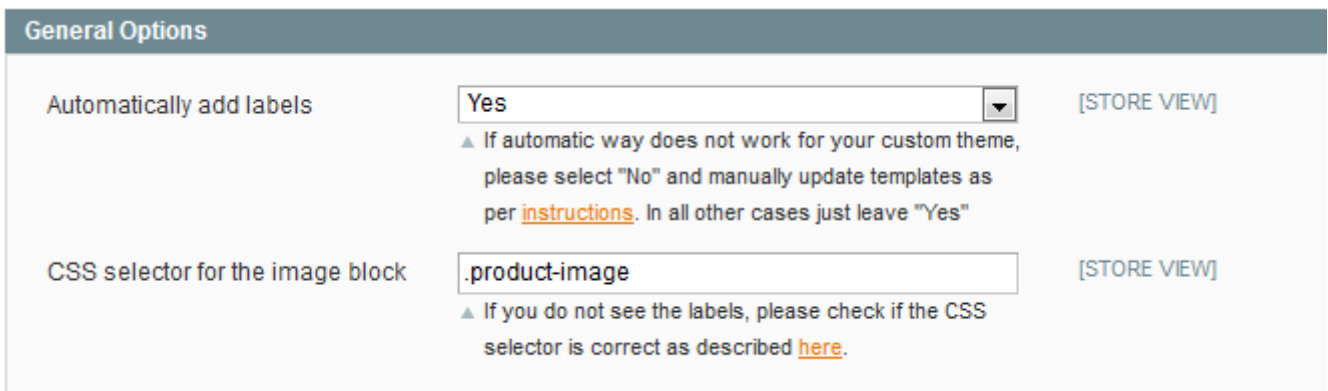 General Options
Automatically add labels
Yes
[STORE VIEW]
If automatic way does not work for your custom theme,
please select "No" and manually update templates as
per instructions. In all other cases just leave "Yes"
CSS selector for the image block
.product-image
[STORE VIEW]
If you do not see the labels, please check if the CSS
selector is correct as described here.